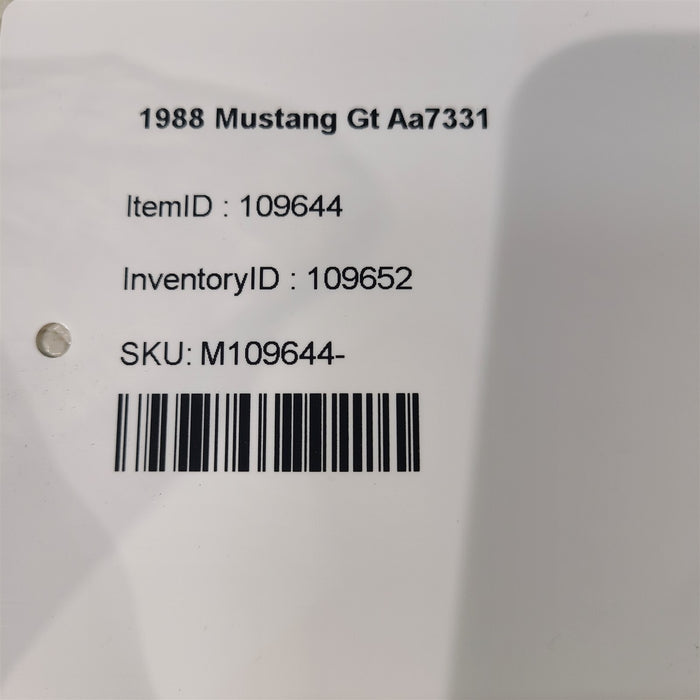 1988 Mustang Gt Aa7331
ItemID : 109644
InventoryID : 109652
SKU: M109644-